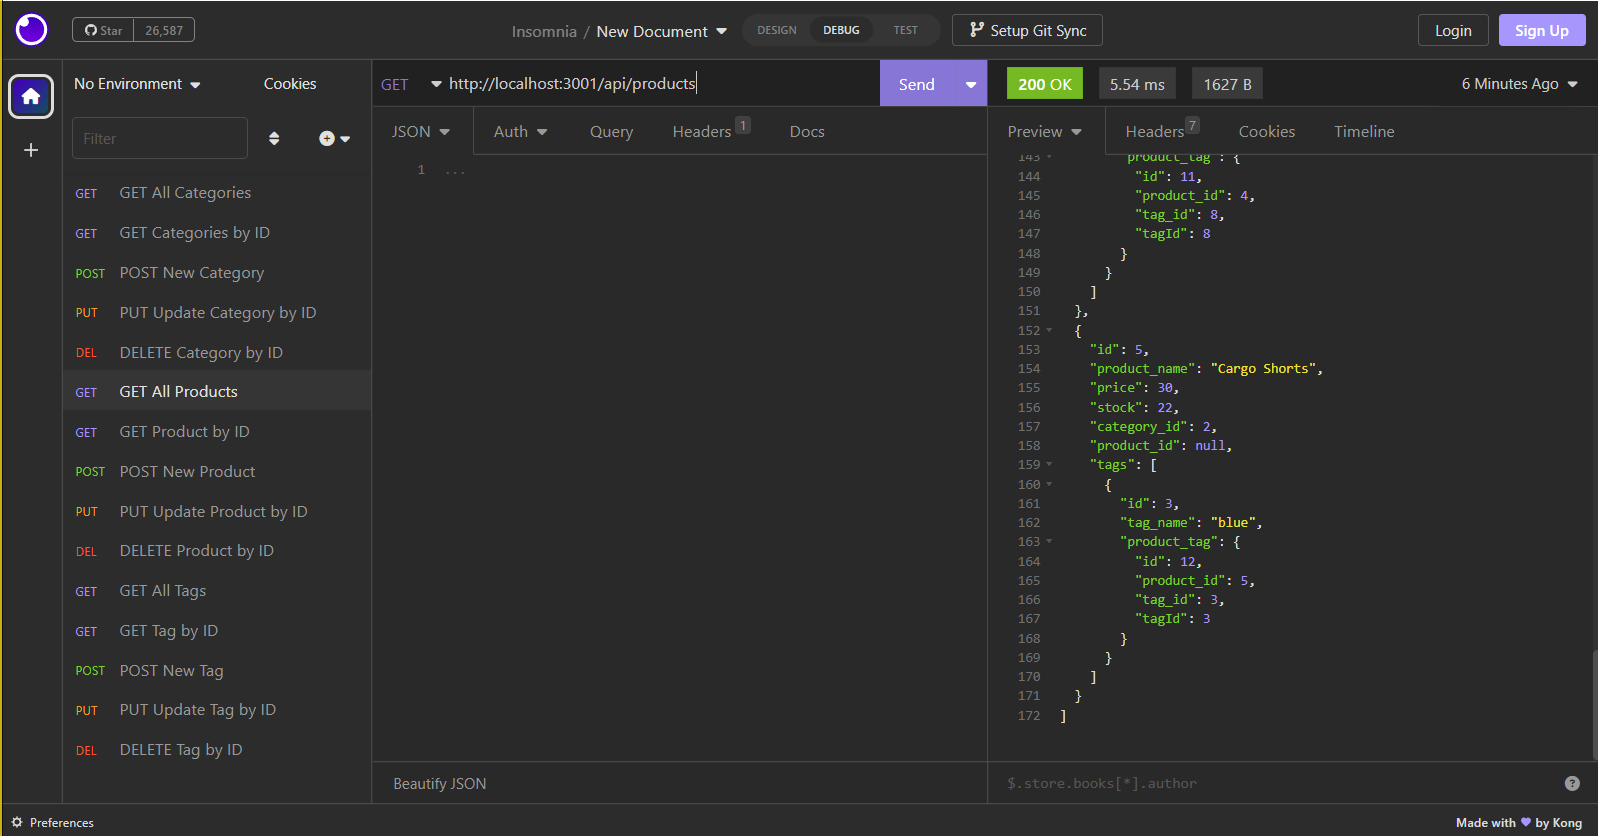 Star 26,587
Insomnia / New Document
DESIGN DEBUG TEST
Setup Git Sync
Login
Sign Up
No Environment
Cookies
Filter
GET GET All Categories
GET GET Categories by ID
POST POST New Category
PUT PUT Update Category by ID
DEL DELETE Category by ID
GET GET All Products
GET GET Product by ID
POST POST New Product
PUT PUT Update Product by ID
DEL DELETE Product by ID
GET GET All Tags
GET GET Tag by ID
POST POST New Tag
PUT PUT Update Tag by ID
DEL DELETE Tag by ID
GET http://localhost:3001/api/products
Send
JSON Auth Query Headers 1 Docs
1 ...
Beautify JSON
200 OK 5.54 ms 1627 B
6 Minutes Ago
Preview Headers 7 Cookies Timeline
143 "product_tag": {
144 "id": 11,
145 "product_id": 4,
146 "tag_id": 8,
147 "tagId": 8
148 }
149 }
150 ]
151 },
152 {
153 "id": 5,
154 "product_name": "Cargo Shorts",
155 "price": 30,
156 "stock": 22,
157 "category_id": 2,
158 "product_id": null,
159 "tags": [
160 {
161 "id": 3,
162 "tag_name": "blue",
163 "product_tag": {
164 "id": 12,
165 "product_id": 5,
166 "tag_id": 3,
167 "tagId": 3
168 }
169 }
170 ]
171 }
172 ]
$.store.books[*].author
?
Preferences
Made with ♥ by Kong